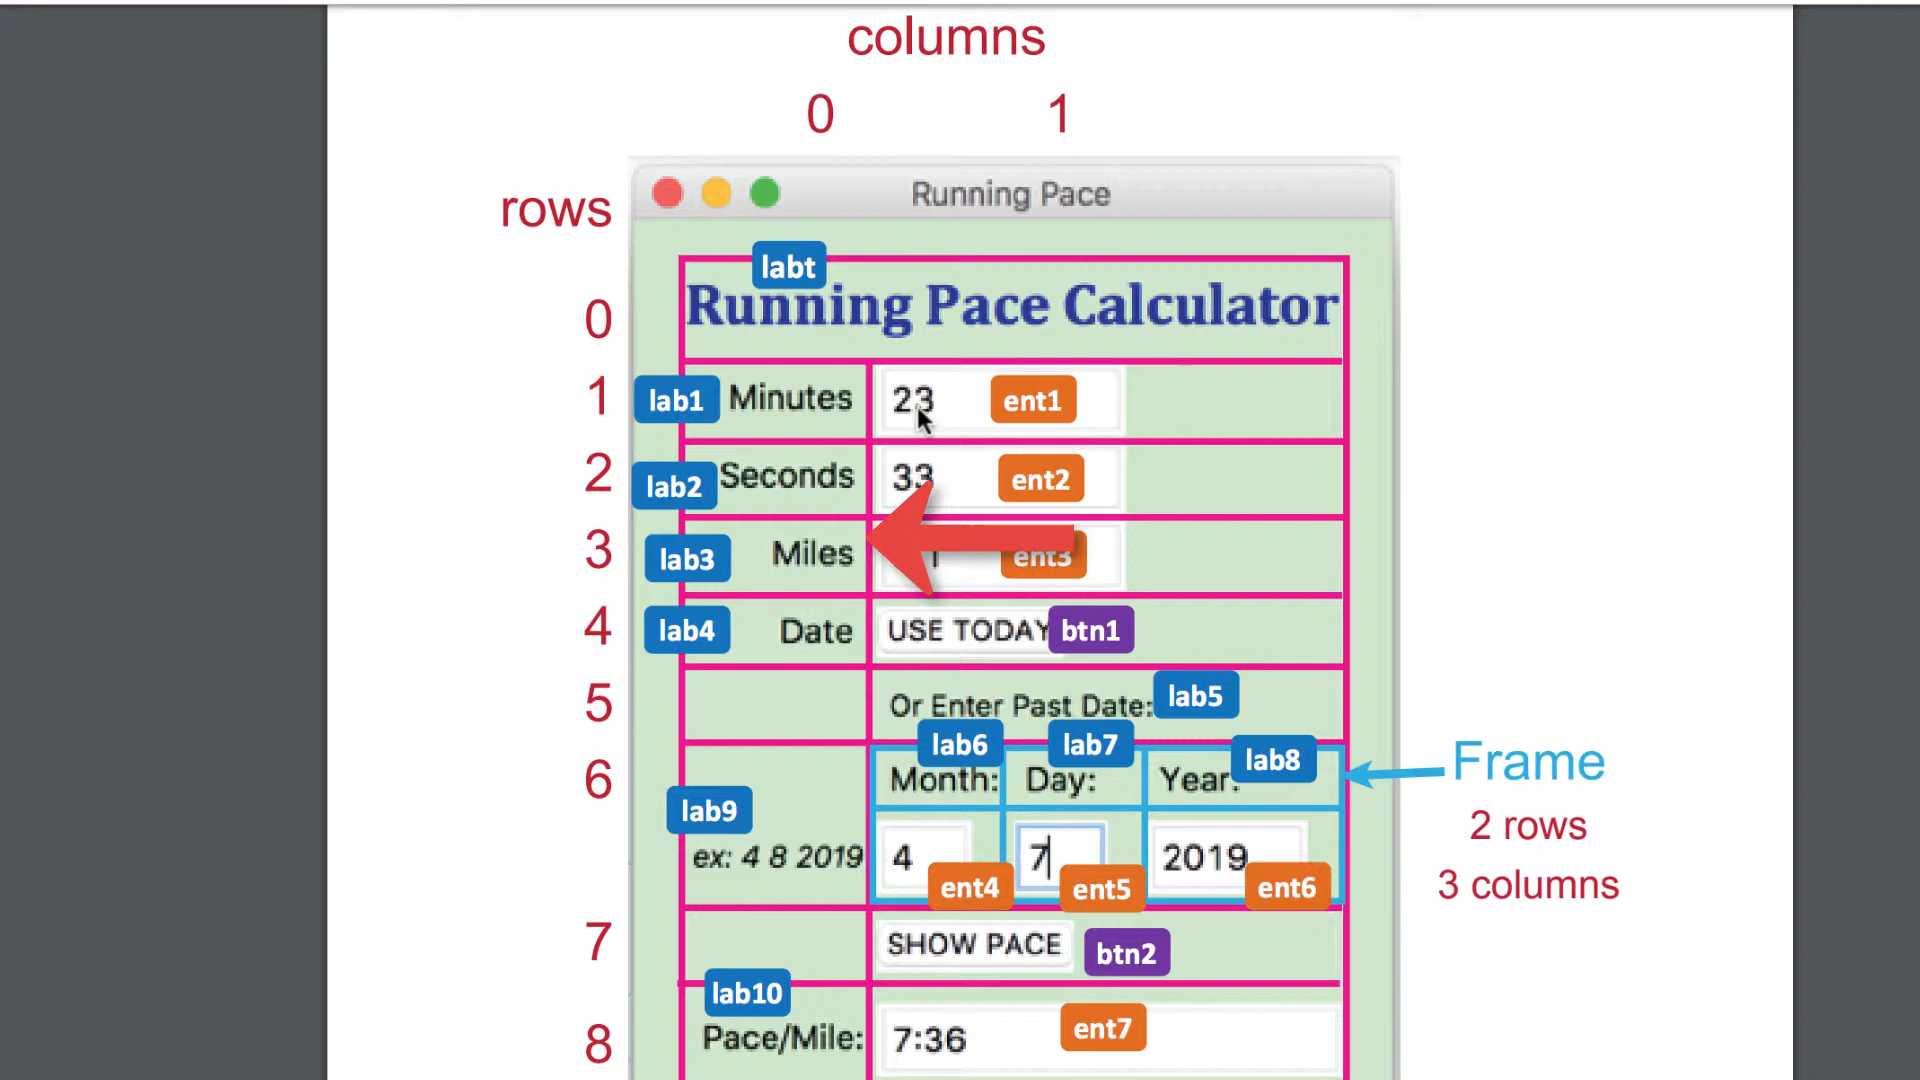 columns
0 1
rows
Running Pace
labt
0 Running Pace Calculator
1 lab1 Minutes 23 ent1
2 lab2 Seconds 33 ent2
3 lab3 Miles ent3
4 lab4 Date USE TODAY btn1
5 Or Enter Past Date: lab5
lab6 lab7 lab8
6 Month: Day: Year: Frame
2 rows
lab9
ex: 4 8 2019 4 7 2019
ent4 ent5 ent6
3 columns
7 SHOW PACE btn2
lab10
8 Pace/Mile: 7:36 ent7